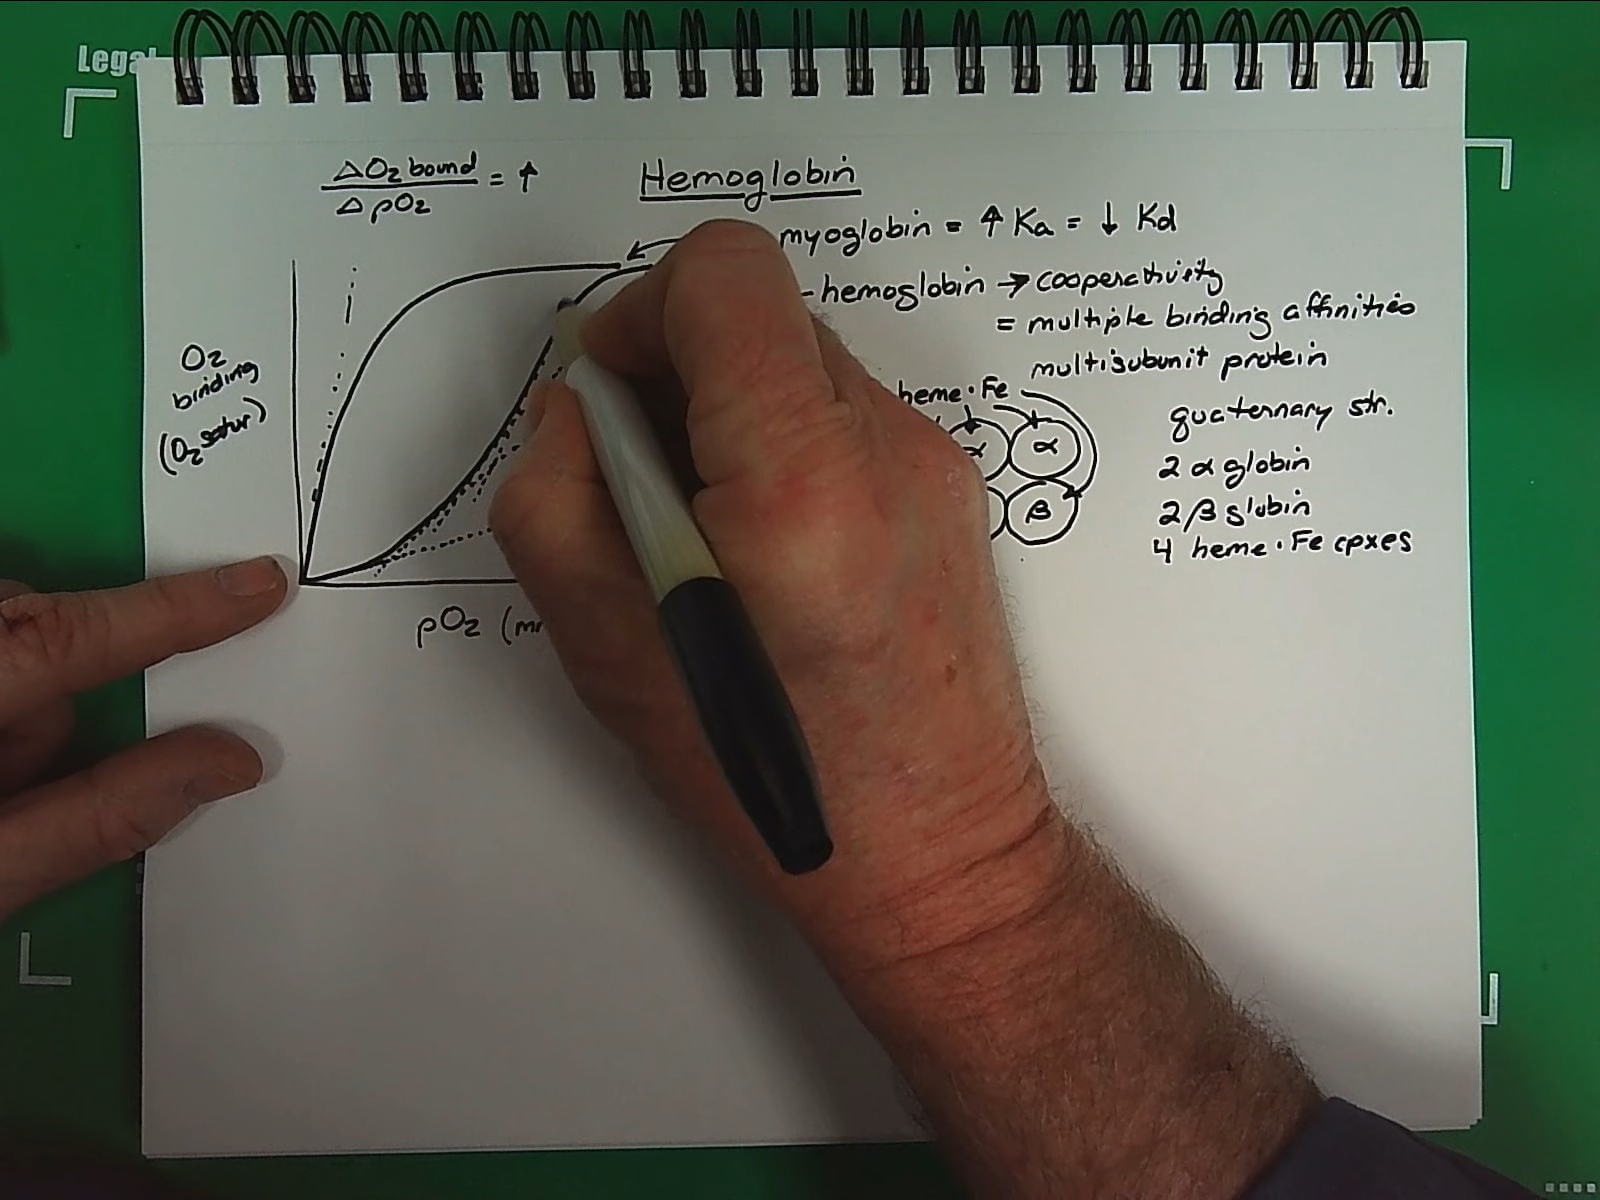 Legal
ΔO2 bound = ↑
ΔpO2
Hemoglobin
myoglobin = ↑ Ka = ↓ Kd
-hemoglobin → cooperativity
= multiple binding affinities
multisubunit protein
O2
binding
(O2 satur)
heme·Fe
α α
β
quaternary str.
2 α globin
2 β globin
4 heme·Fe cpxes
pO2 (m